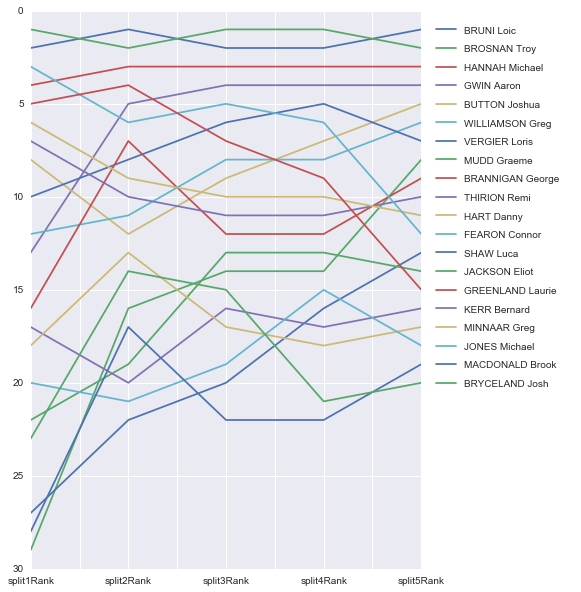 0
5
10
15
20
25
30
split1Rank
split2Rank
split3Rank
split4Rank
split5Rank
BRUNI Loic
BROSNAN Troy
HANNAH Michael
GWIN Aaron
BUTTON Joshua
WILLIAMSON Greg
VERGIER Loris
MUDD Graeme
BRANNIGAN George
THIRION Remi
HART Danny
FEARON Connor
SHAW Luca
JACKSON Eliot
GREENLAND Laurie
KERR Bernard
MINNAAR Greg
JONES Michael
MACDONALD Brook
BRYCELAND Josh